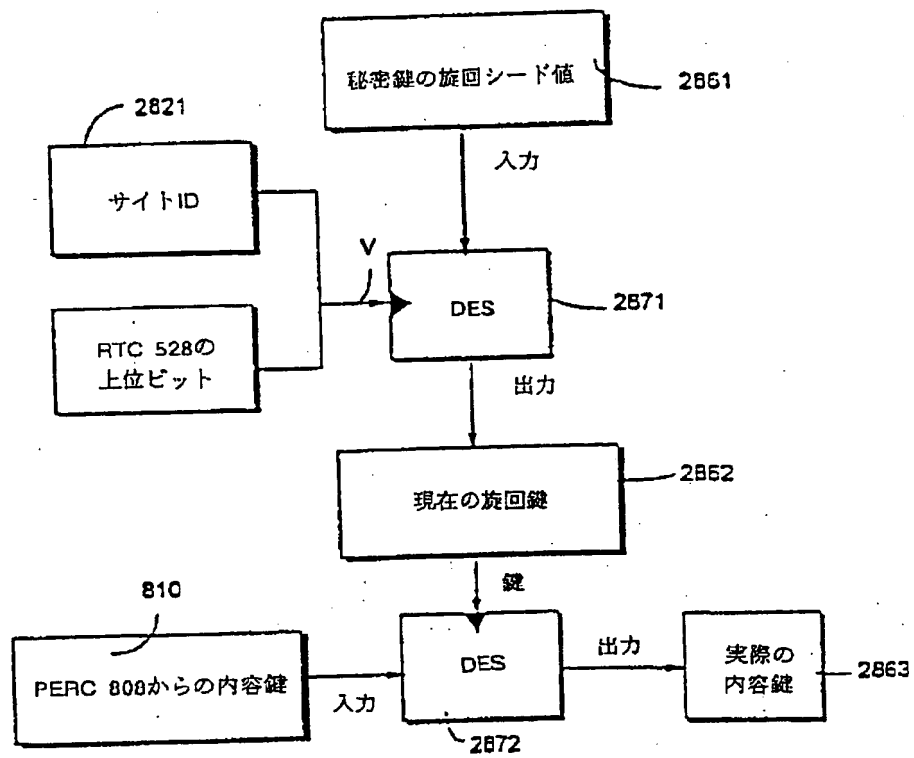 秘密鍵の旋回シード値
2861
2821
入力
サイトID
V
DES
2871
RTC 528の
上位ビット
出力
現在の旋回鍵
2862
鍵
810
PERC 808からの内容鍵
入力
DES
出力
実際の
内容鍵
2863
2872